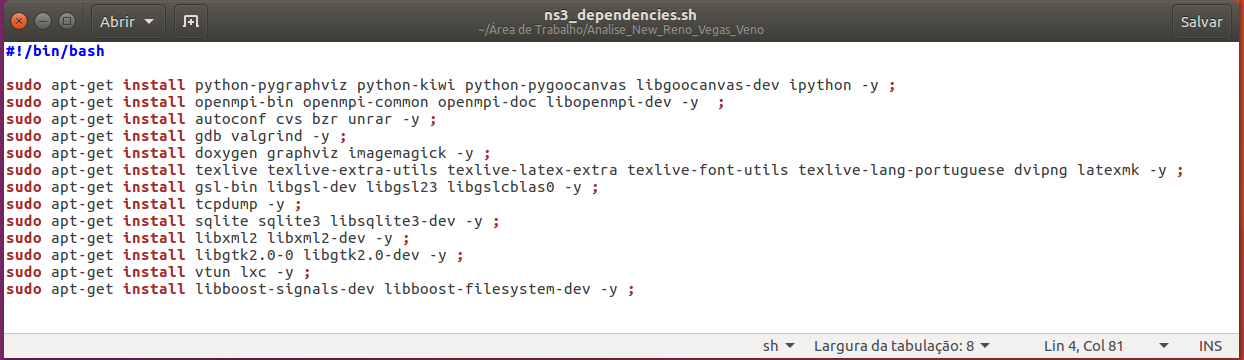 Abrir
ns3_dependencies.sh
~/Área de Trabalho/Analise_New_Reno_Vegas_Veno
Salvar
#!/bin/bash
sudo apt-get install python-pygraphviz python-kiwi python-pygoocanvas libgoocanvas-dev ipython -y ;
sudo apt-get install openmpi-bin openmpi-common openmpi-doc libopenmpi-dev -y  ;
sudo apt-get install autoconf cvs bzr unrar -y ;
sudo apt-get install gdb valgrind -y ;
sudo apt-get install doxygen graphviz imagemagick -y ;
sudo apt-get install texlive texlive-extra-utils texlive-latex-extra texlive-font-utils texlive-lang-portuguese dvipng latexmk -y ;
sudo apt-get install gsl-bin libgsl-dev libgsl23 libgslcblas0 -y ;
sudo apt-get install tcpdump -y ;
sudo apt-get install sqlite sqlite3 libsqlite3-dev -y ;
sudo apt-get install libxml2 libxml2-dev -y ;
sudo apt-get install libgtk2.0-0 libgtk2.0-dev -y ;
sudo apt-get install vtun lxc -y ;
sudo apt-get install libboost-signals-dev libboost-filesystem-dev -y ;
sh Largura da tabulação: 8 Lin 4, Col 81 INS